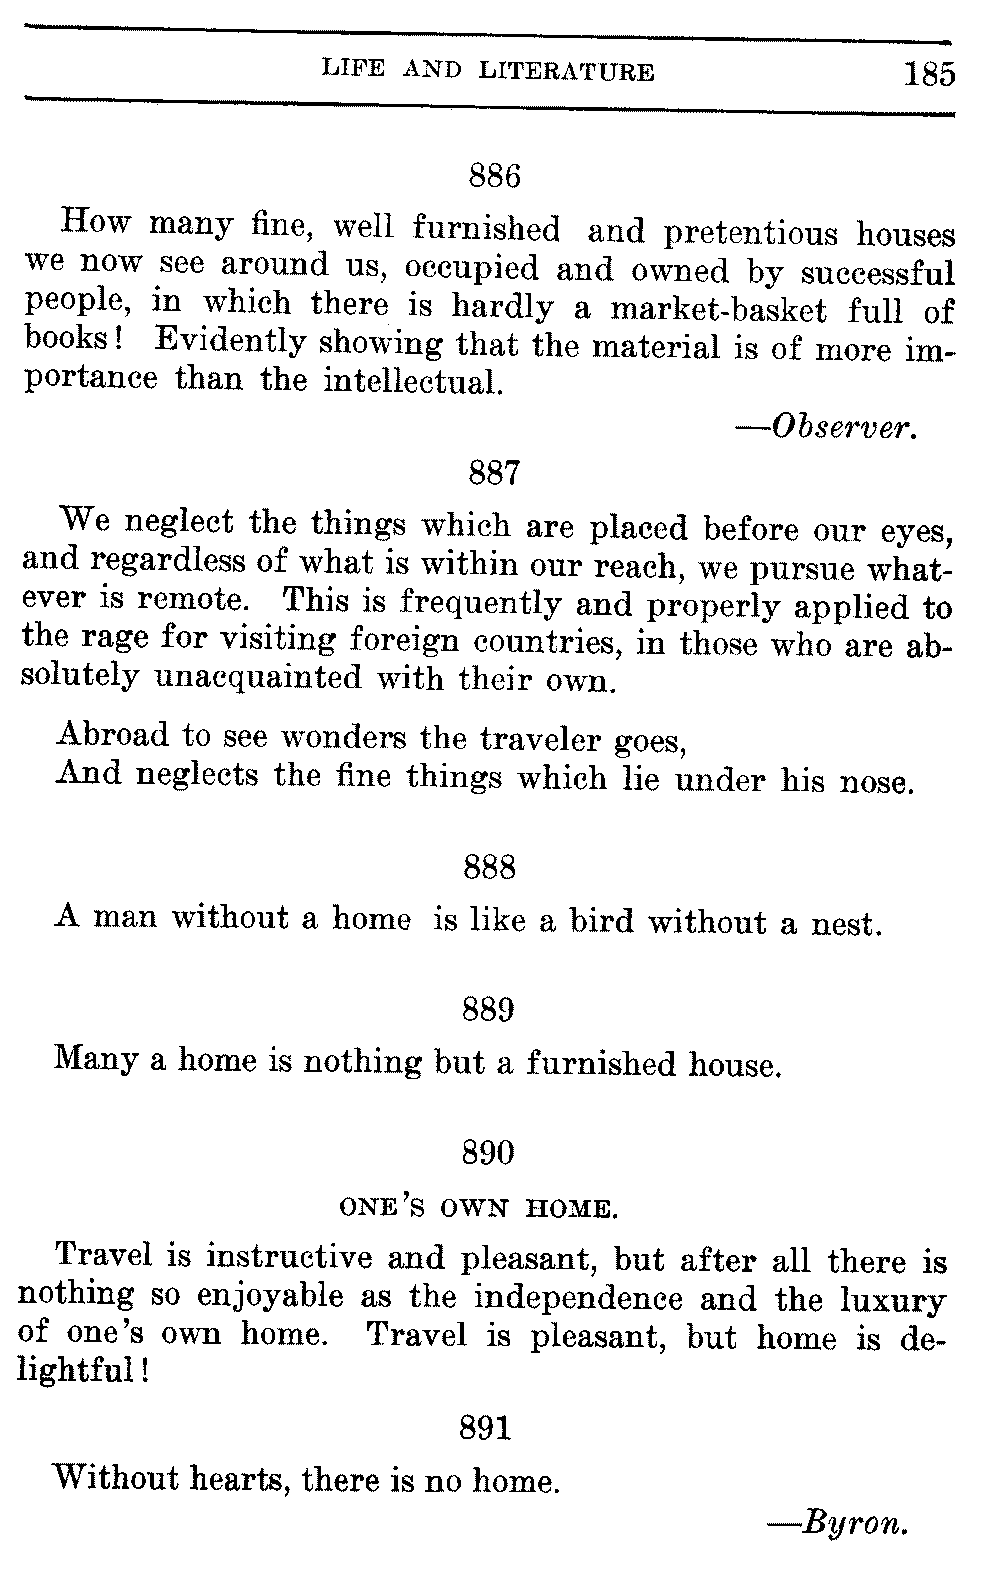 LIFE AND LITERATURE 185
886
How many fine, well furnished and pretentious houses
we now see around us, occupied and owned by successful
people, in which there is hardly a market-basket full of
books! Evidently showing that the material is of more im-
portance than the intellectual.
—Observer.
887
We neglect the things which are placed before our eyes,
and regardless of what is within our reach, we pursue what-
ever is remote. This is frequently and properly applied to
the rage for visiting foreign countries, in those who are ab-
solutely unacquainted with their own.
Abroad to see wonders the traveler goes,
And neglects the fine things which lie under his nose.
888
A man without a home is like a bird without a nest.
889
Many a home is nothing but a furnished house.
890
ONE'S OWN HOME.
Travel is instructive and pleasant, but after all there is
nothing so enjoyable as the independence and the luxury
of one's own home. Travel is pleasant, but home is de-
lightful!
891
Without hearts, there is no home.
—Byron.